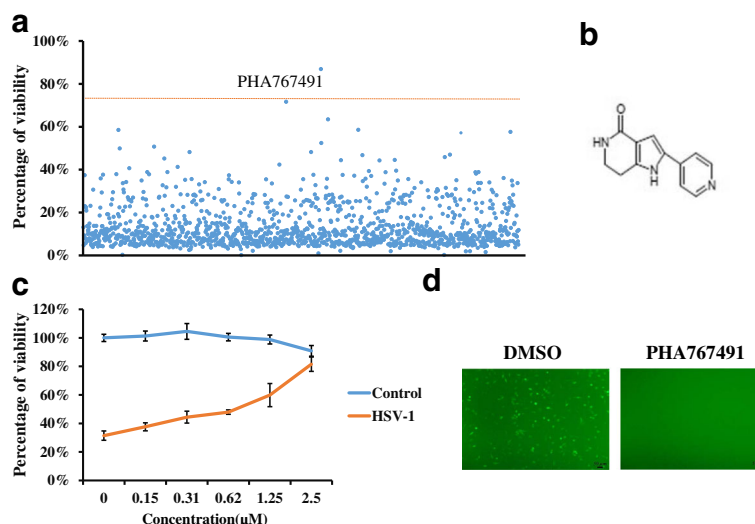 a
100%
80%
60%
40%
20%
0%
Percentage of viability
PHA767491
b
O
HN
N
H
N
c
120%
100%
80%
60%
40%
20%
0%
Percentage of viability
0 0.15 0.31 0.62 1.25 2.5
Concentration(μM)
Control
HSV-1
d
DMSO PHA767491